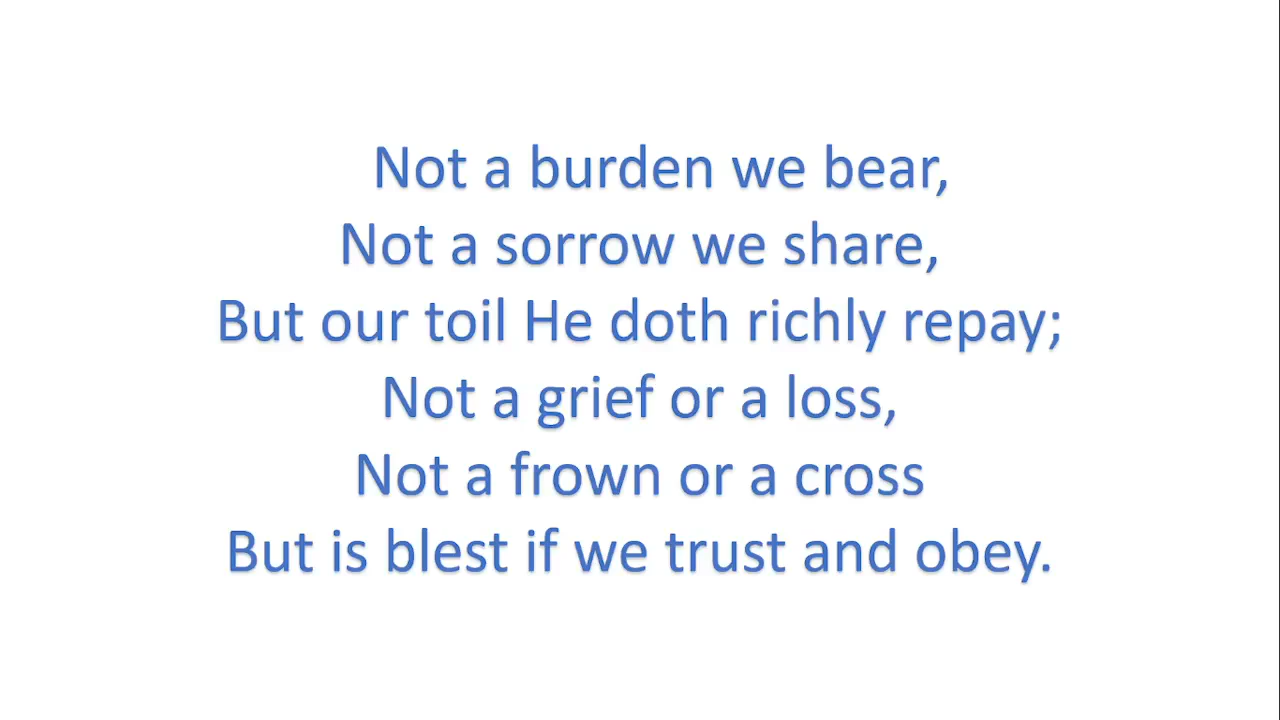 Not a burden we bear,
Not a sorrow we share,
But our toil He doth richly repay;
Not a grief or a loss,
Not a frown or a cross
But is blest if we trust and obey.